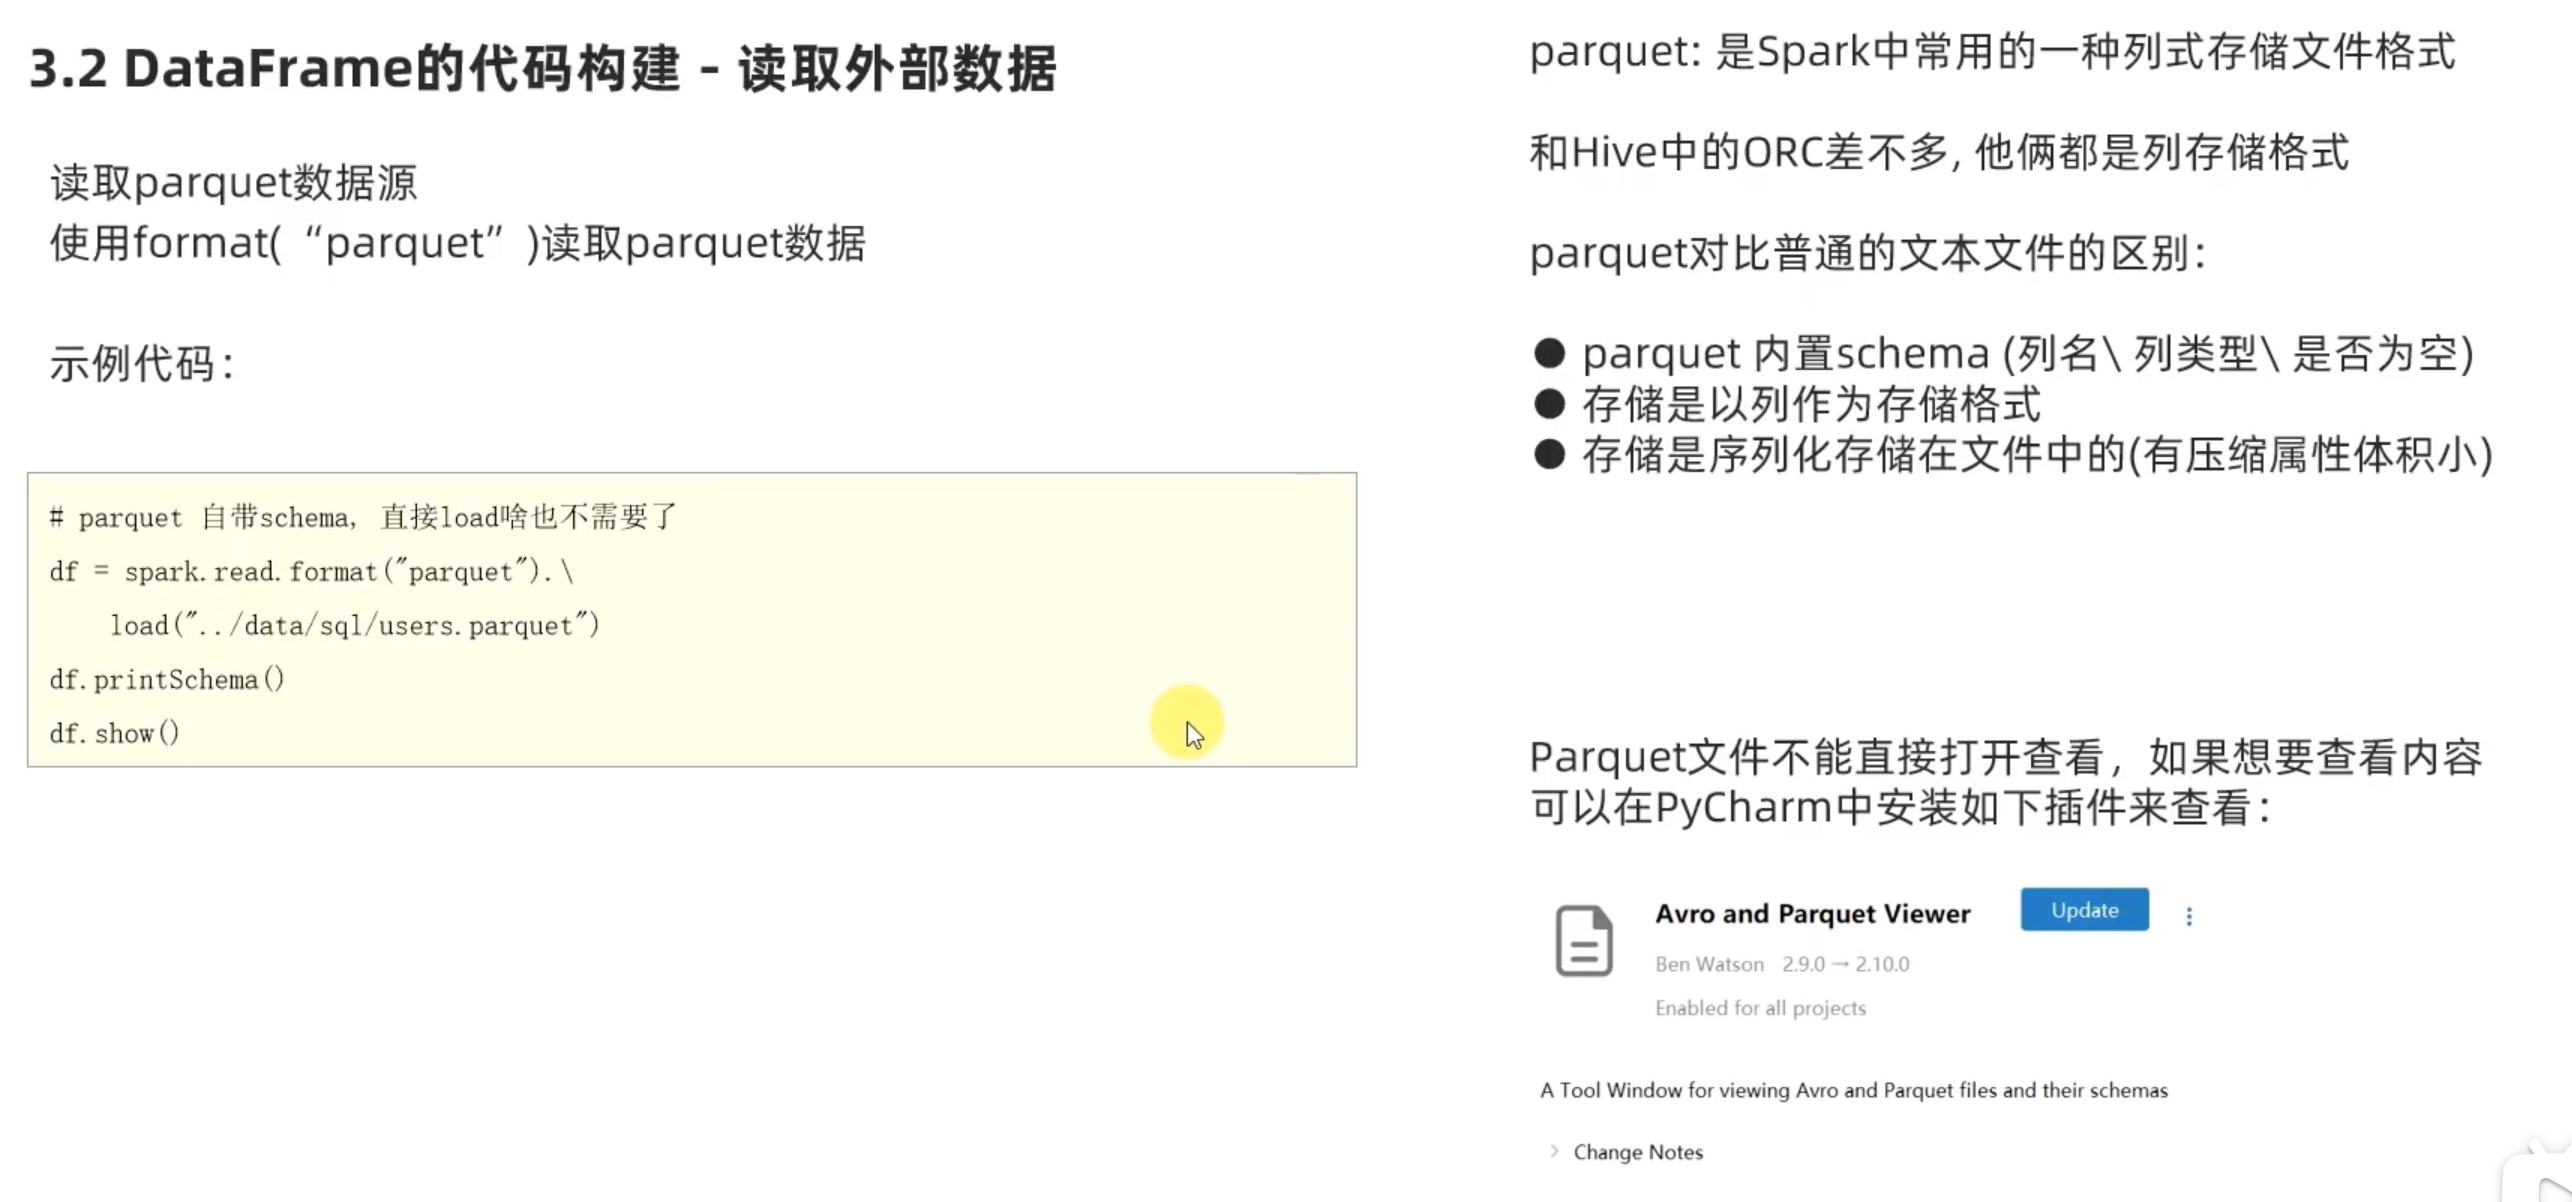 3.2 DataFrame的代码构建 - 读取外部数据
读取parquet数据源
使用format(“parquet”)读取parquet数据
示例代码：
# parquet 自带schema, 直接load啥也不需要了
df = spark.read.format("parquet").\
    load("../data/sql/users.parquet")
df.printSchema()
df.show()
parquet: 是Spark中常用的一种列式存储文件格式
和Hive中的ORC差不多, 他俩都是列存储格式
parquet对比普通的文本文件的区别：
● parquet 内置schema (列名\ 列类型\ 是否为空)
● 存储是以列作为存储格式
● 存储是序列化存储在文件中的(有压缩属性体积小)
Parquet文件不能直接打开查看，如果想要查看内容
可以在PyCharm中安装如下插件来查看：
Avro and Parquet Viewer
Update
Ben Watson 2.9.0 → 2.10.0
Enabled for all projects
A Tool Window for viewing Avro and Parquet files and their schemas
Change Notes